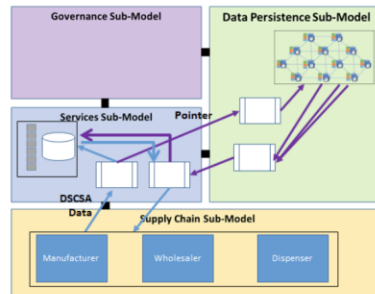 Governance Sub-Model
Data Persistence Sub-Model
Services Sub-Model
Pointer
DSCSA
Data
Supply Chain Sub-Model
Manufacturer
Wholesaler
Dispenser